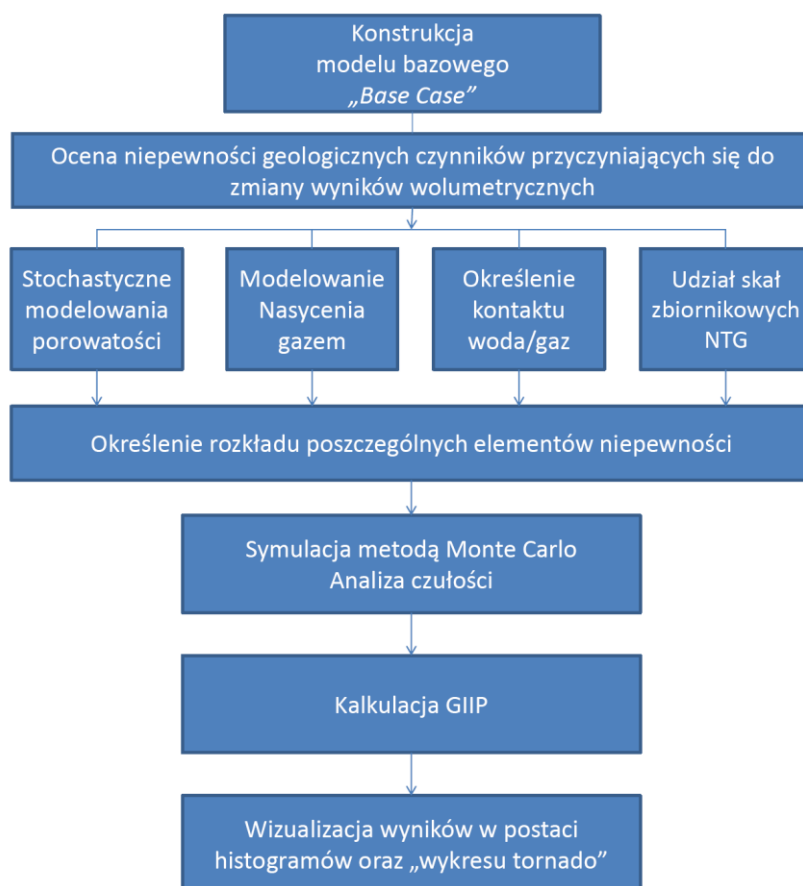 Konstrukcja
modelu bazowego
„Base Case”
Ocena niepewności geologicznych czynników przyczyniających się do
zmiany wyników wolumetrycznych
Stochastyczne
modelowania
porowatości
Modelowanie
Nasycenia
gazem
Określenie
kontaktu
woda/gaz
Udział skał
zbiornikowych
NTG
Określenie rozkładu poszczególnych elementów niepewności
Symulacja metodą Monte Carlo
Analiza czułości
Kalkulacja GIIP
Wizualizacja wyników w postaci
histogramów oraz „wykresu tornado”